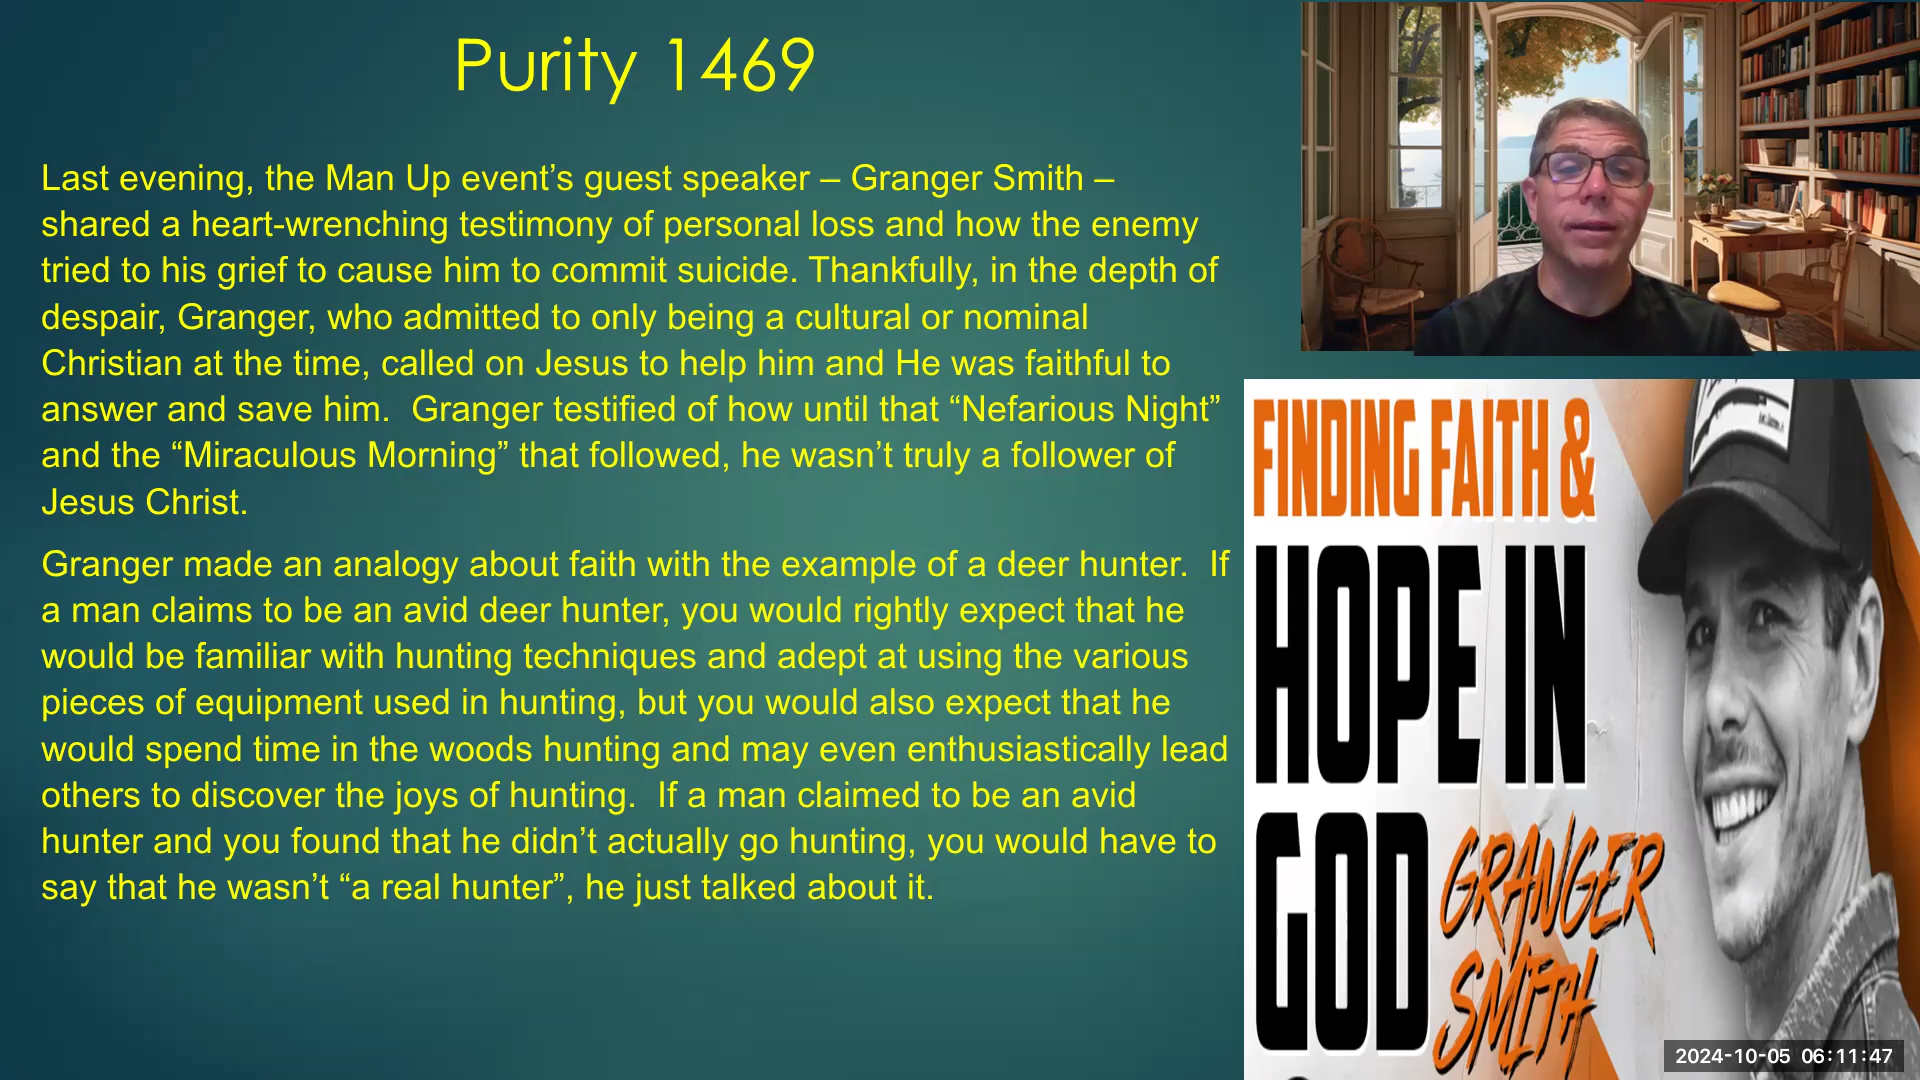 Purity 1469
Last evening, the Man Up event’s guest speaker – Granger Smith –
shared a heart-wrenching testimony of personal loss and how the enemy
tried to his grief to cause him to commit suicide. Thankfully, in the depth of
despair, Granger, who admitted to only being a cultural or nominal
Christian at the time, called on Jesus to help him and He was faithful to
answer and save him.  Granger testified of how until that “Nefarious Night”
and the “Miraculous Morning” that followed, he wasn’t truly a follower of
Jesus Christ.
Granger made an analogy about faith with the example of a deer hunter.  If
a man claims to be an avid deer hunter, you would rightly expect that he
would be familiar with hunting techniques and adept at using the various
pieces of equipment used in hunting, but you would also expect that he
would spend time in the woods hunting and may even enthusiastically lead
others to discover the joys of hunting.  If a man claimed to be an avid
hunter and you found that he didn’t actually go hunting, you would have to
say that he wasn’t “a real hunter”, he just talked about it.
FINDING FAITH &
HOPE IN
GOD
GRANGER
SMITH
2024-10-05 06:11:47